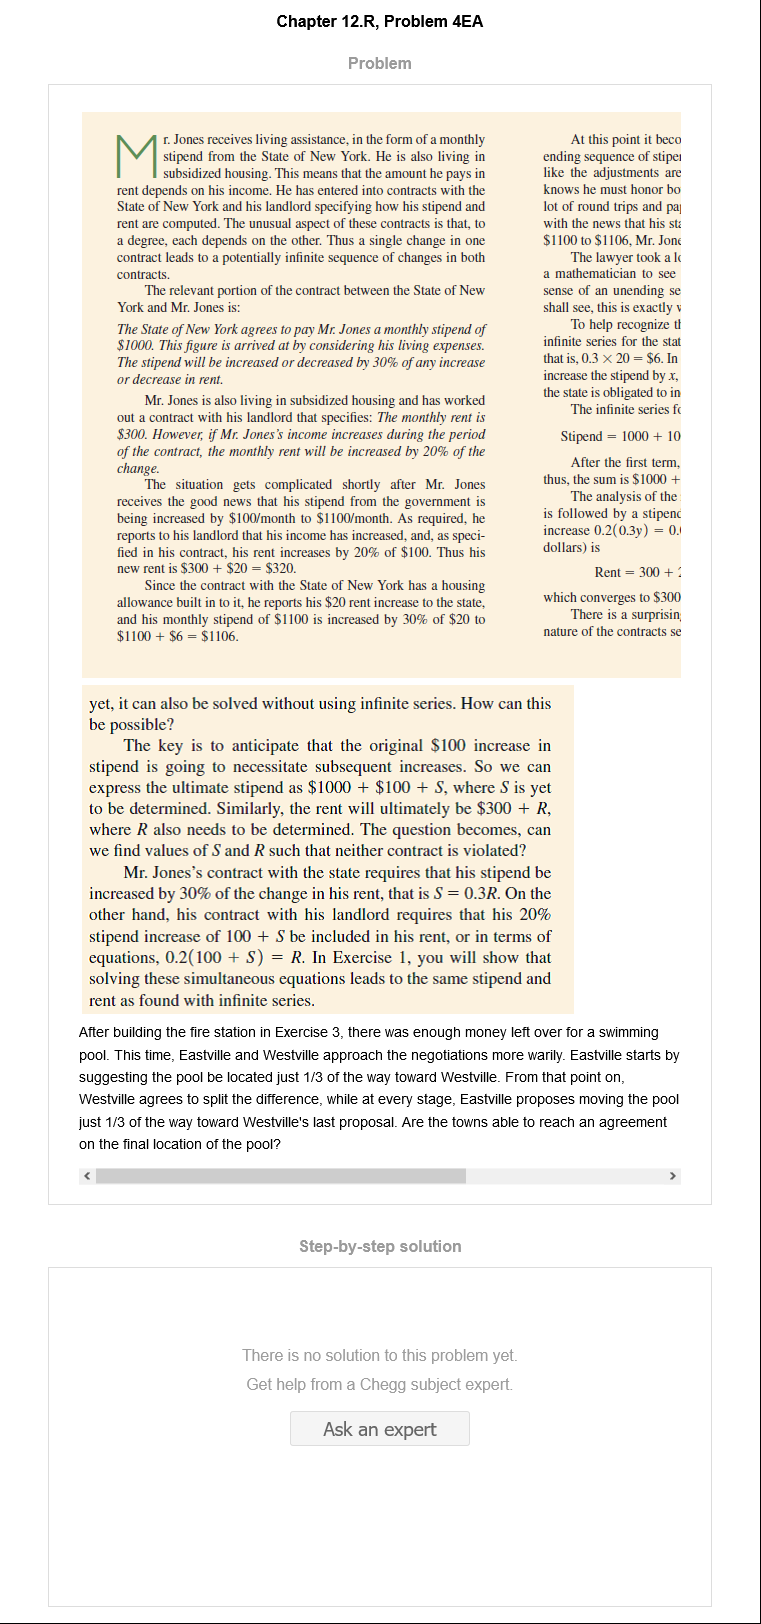 Chapter 12.R, Problem 4EA
Problem
Mr. Jones receives living assistance, in the form of a monthly
stipend from the State of New York. He is also living in
subsidized housing. This means that the amount he pays in
rent depends on his income. He has entered into contracts with the
State of New York and his landlord specifying how his stipend and
rent are computed. The unusual aspect of these contracts is that, to
a degree, each depends on the other. Thus a single change in one
contract leads to a potentially infinite sequence of changes in both
contracts.
The relevant portion of the contract between the State of New
York and Mr. Jones is:
The State of New York agrees to pay Mr. Jones a monthly stipend of
$1000. This figure is arrived at by considering his living expenses.
The stipend will be increased or decreased by 30% of any increase
or decrease in rent.
Mr. Jones is also living in subsidized housing and has worked
out a contract with his landlord that specifies: The monthly rent is
$300. However, if Mr. Jones's income increases during the period
of the contract, the monthly rent will be increased by 20% of the
change.
The situation gets complicated shortly after Mr. Jones
receives the good news that his stipend from the government is
being increased by $100/month to $1100/month. As required, he
reports to his landlord that his income has increased, and, as speci-
fied in his contract, his rent increases by 20% of $100. Thus his
new rent is $300 + $20 = $320.
Since the contract with the State of New York has a housing
allowance built in to it, he reports his $20 rent increase to the state,
and his monthly stipend of $1100 is increased by 30% of $20 to
$1100 + $6 = $1106.
At this point it beco
ending sequence of stipe
like the adjustments are
knows he must honor bo
lot of round trips and pa
with the news that his sta
$1100 to $1106, Mr. Jone
The lawyer took a lo
a mathematician to see
sense of an unending se
shall see, this is exactly
To help recognize th
infinite series for the stat
that is, 0.3 × 20 = $6. In
increase the stipend by x,
the state is obligated to in
The infinite series fo
Stipend = 1000 + 10
After the first term,
thus, the sum is $1000 +
The analysis of the
is followed by a stipend
increase 0.2(0.3y) = 0.
dollars) is
Rent = 300 +
which converges to $300
There is a surprising
nature of the contracts se
yet, it can also be solved without using infinite series. How can this
be possible?
The key is to anticipate that the original $100 increase in
stipend is going to necessitate subsequent increases. So we can
express the ultimate stipend as $1000 + $100 + S, where S is yet
to be determined. Similarly, the rent will ultimately be $300 + R,
where R also needs to be determined. The question becomes, can
we find values of S and R such that neither contract is violated?
Mr. Jones's contract with the state requires that his stipend be
increased by 30% of the change in his rent, that is S = 0.3R. On the
other hand, his contract with his landlord requires that his 20%
stipend increase of 100 + S be included in his rent, or in terms of
equations, 0.2(100 + S) = R. In Exercise 1, you will show that
solving these simultaneous equations leads to the same stipend and
rent as found with infinite series.
After building the fire station in Exercise 3, there was enough money left over for a swimming
pool. This time, Eastville and Westville approach the negotiations more warily. Eastville starts by
suggesting the pool be located just 1/3 of the way toward Westville. From that point on,
Westville agrees to split the difference, while at every stage, Eastville proposes moving the pool
just 1/3 of the way toward Westville's last proposal. Are the towns able to reach an agreement
on the final location of the pool?
Step-by-step solution
There is no solution to this problem yet.
Get help from a Chegg subject expert.
Ask an expert